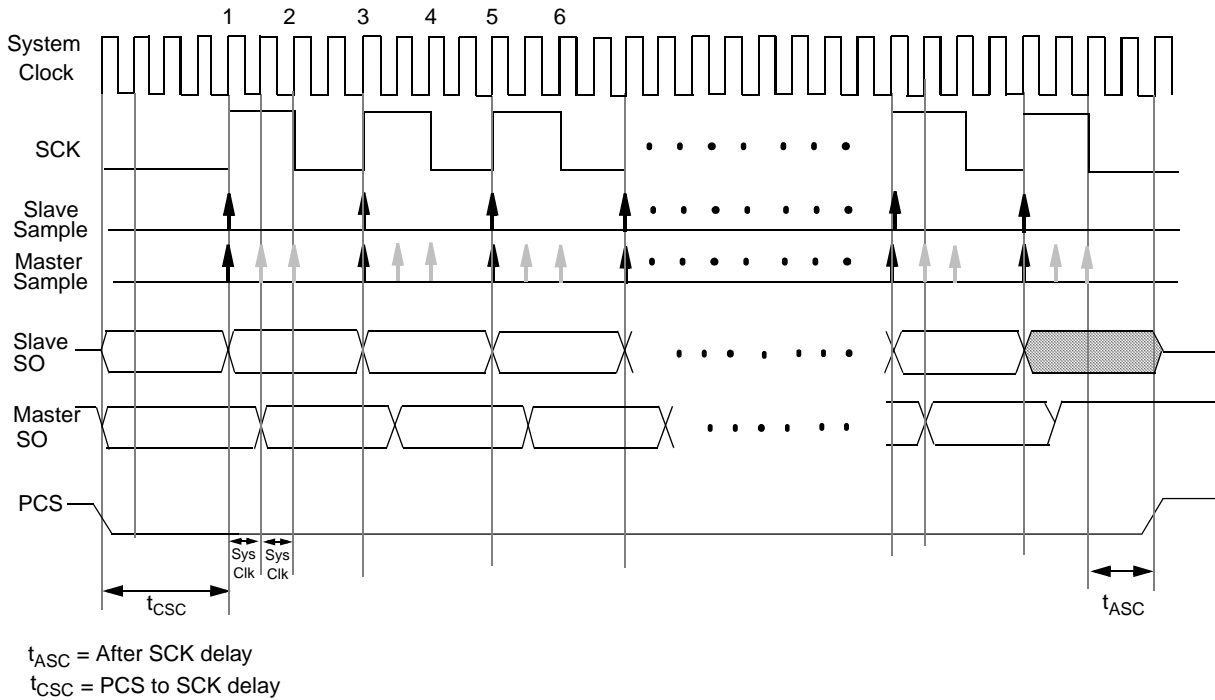 1 2 3 4 5 6
System
Clock
SCK
Slave
Sample
Master
Sample
Slave
SO
Master
SO
PCS
Sys Sys
Clk Clk
tCSC
tASC
tASC = After SCK delay
tCSC = PCS to SCK delay